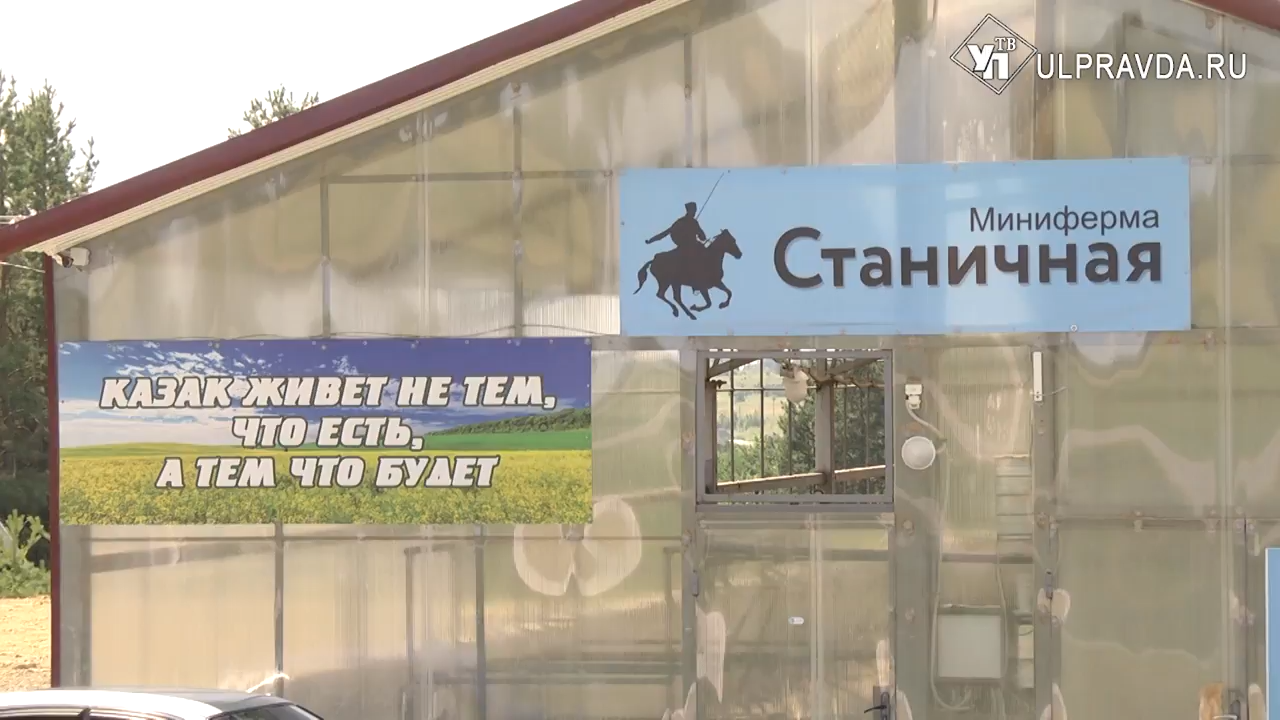 УП ТВ ULPRAVDA.RU
Миниферма
Станичная
КАЗАК ЖИВЕТ НЕ ТЕМ,
ЧТО ЕСТЬ,
А ТЕМ ЧТО БУДЕТ